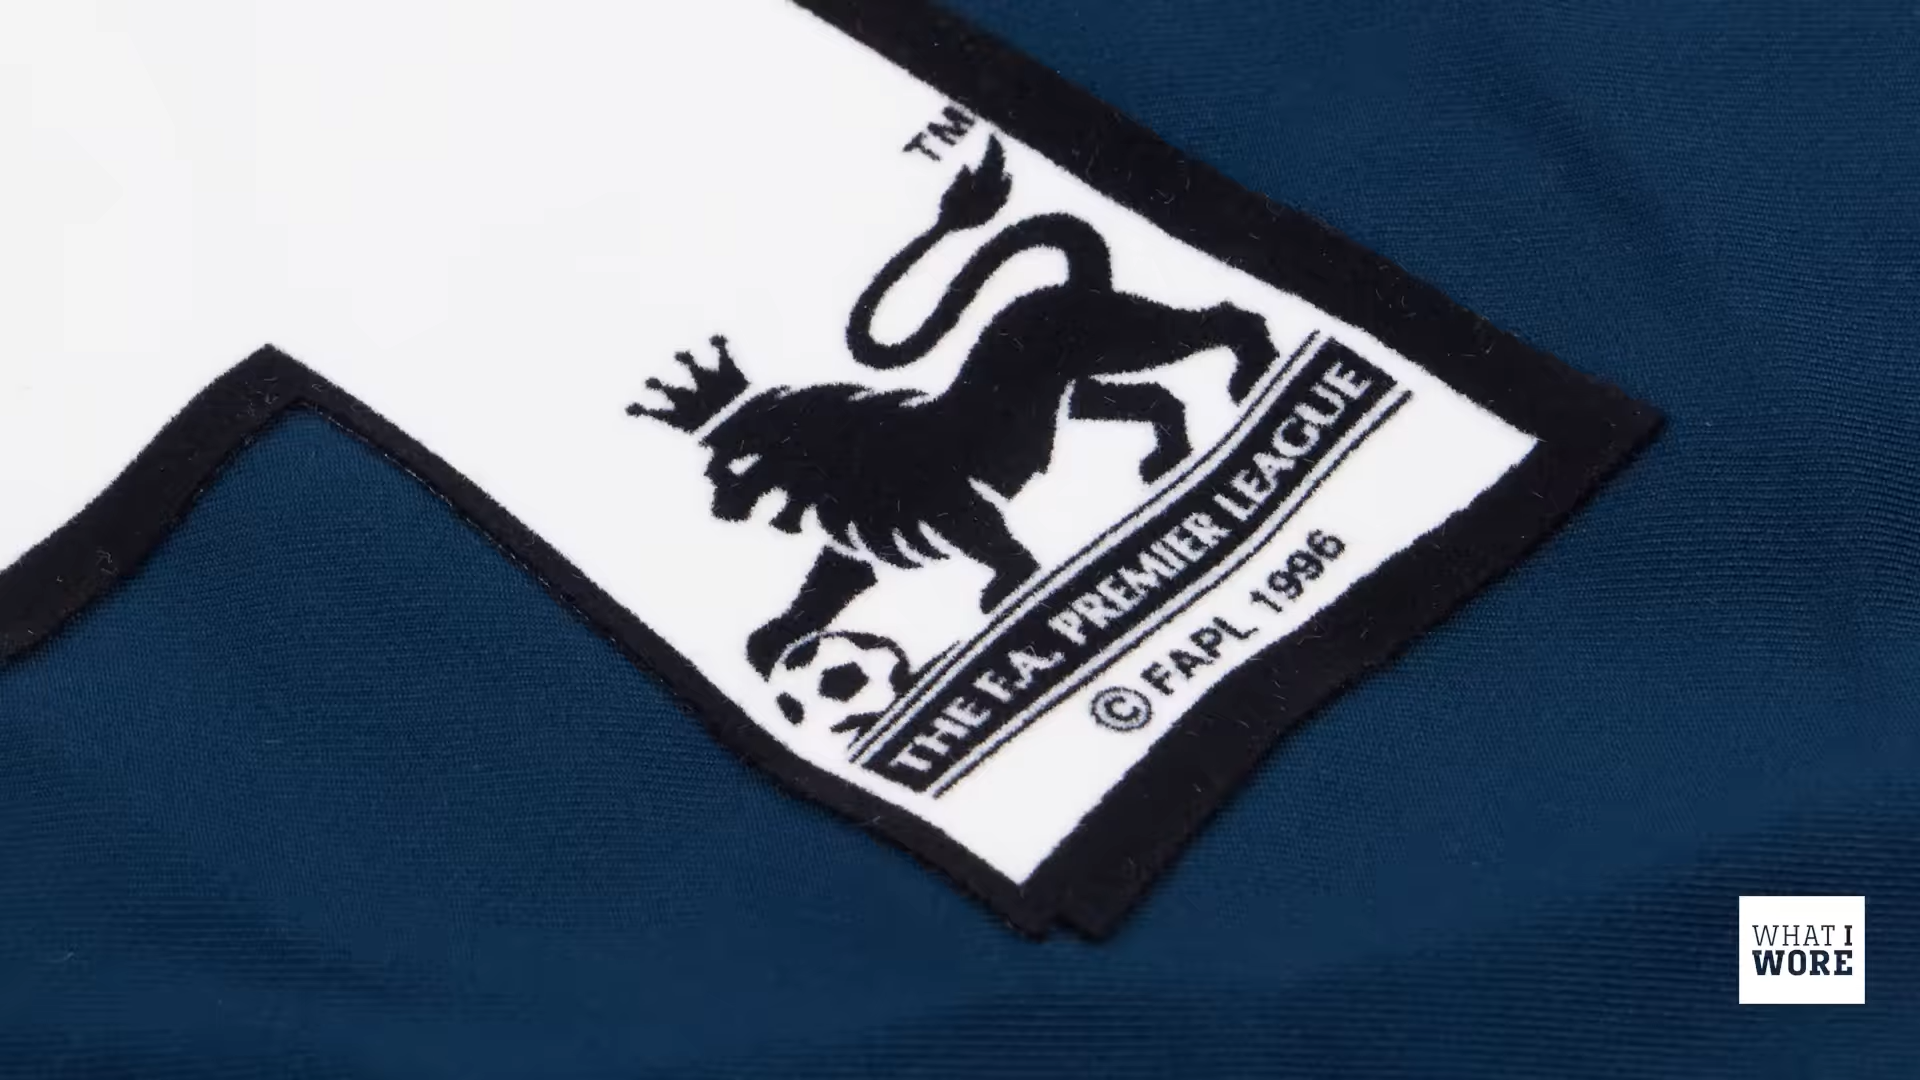 TM
THE F.A. PREMIER LEAGUE
© FAPL 1996
WHAT I
WORE